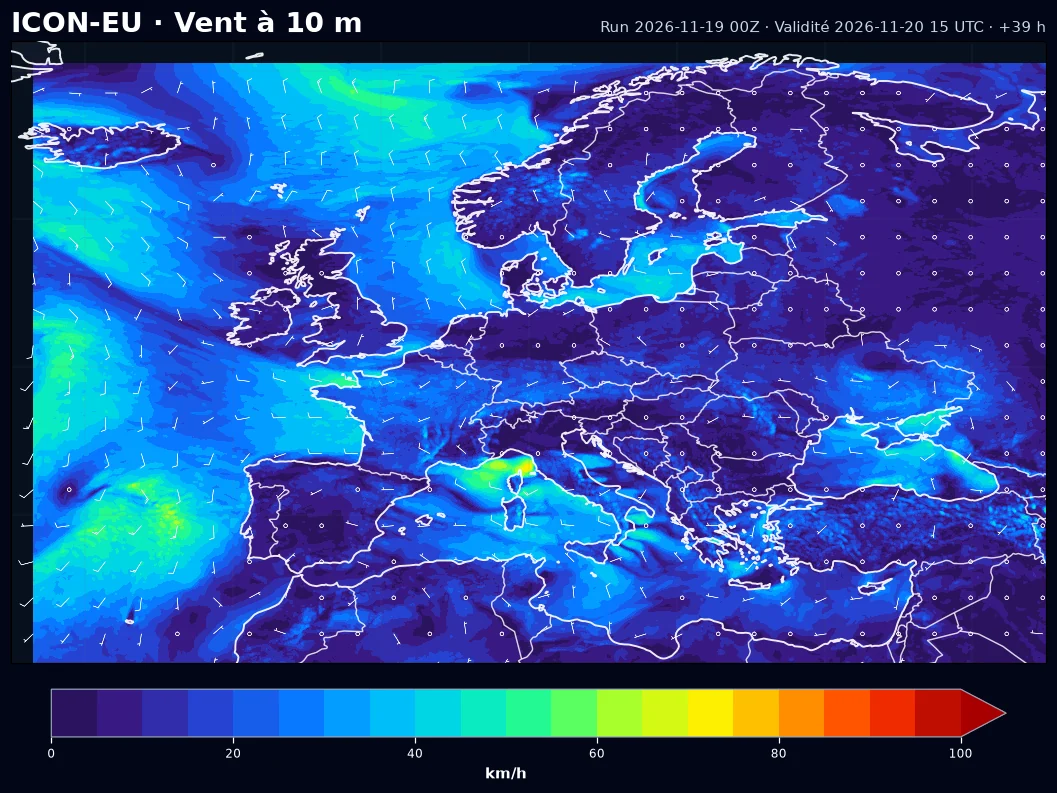 ICON-EU · Vent à 10 m
Run 2026-11-19 00Z · Validité 2026-11-20 15 UTC · +39 h
0 20 40 60 80 100
km/h